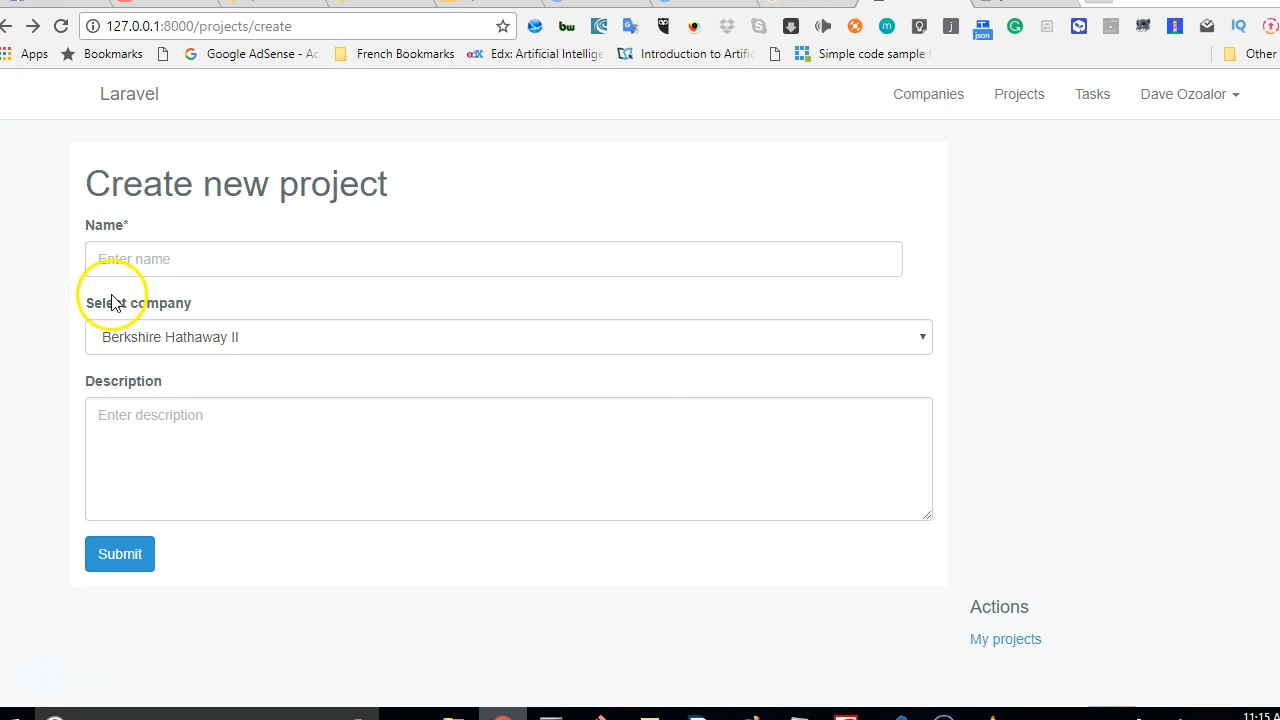 127.0.0.1:8000/projects/create
Apps Bookmarks Google AdSense - Ac French Bookmarks Edx: Artificial Intellige Introduction to Artific Simple code sample Other
Laravel Companies Projects Tasks Dave Ozoalor
Create new project
Name*
Enter name
Select company
Berkshire Hathaway II
Description
Enter description
Submit
Actions
My projects